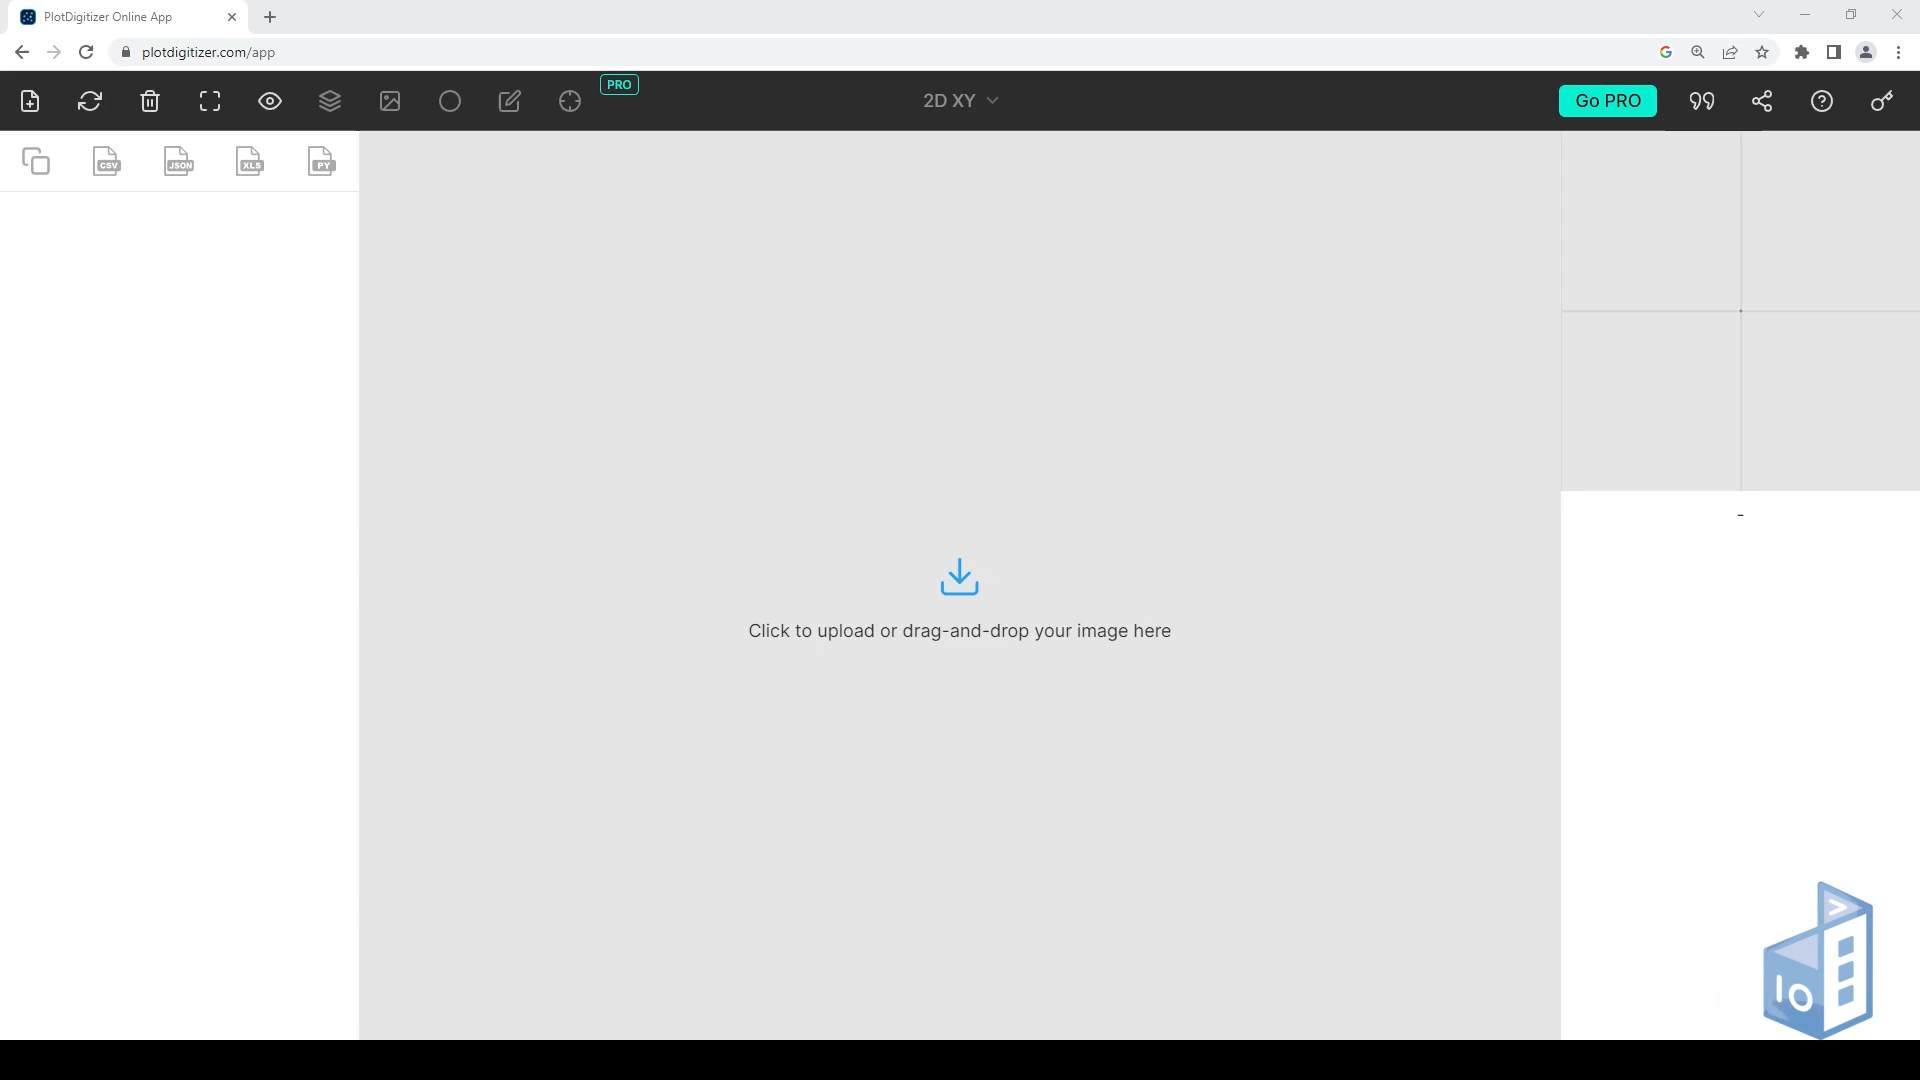 PlotDigitizer Online App
plotdigitizer.com/app
PRO
2D XY
Go PRO
CSV
JSON
XLS
PY
-
Click to upload or drag-and-drop your image here
>
Io